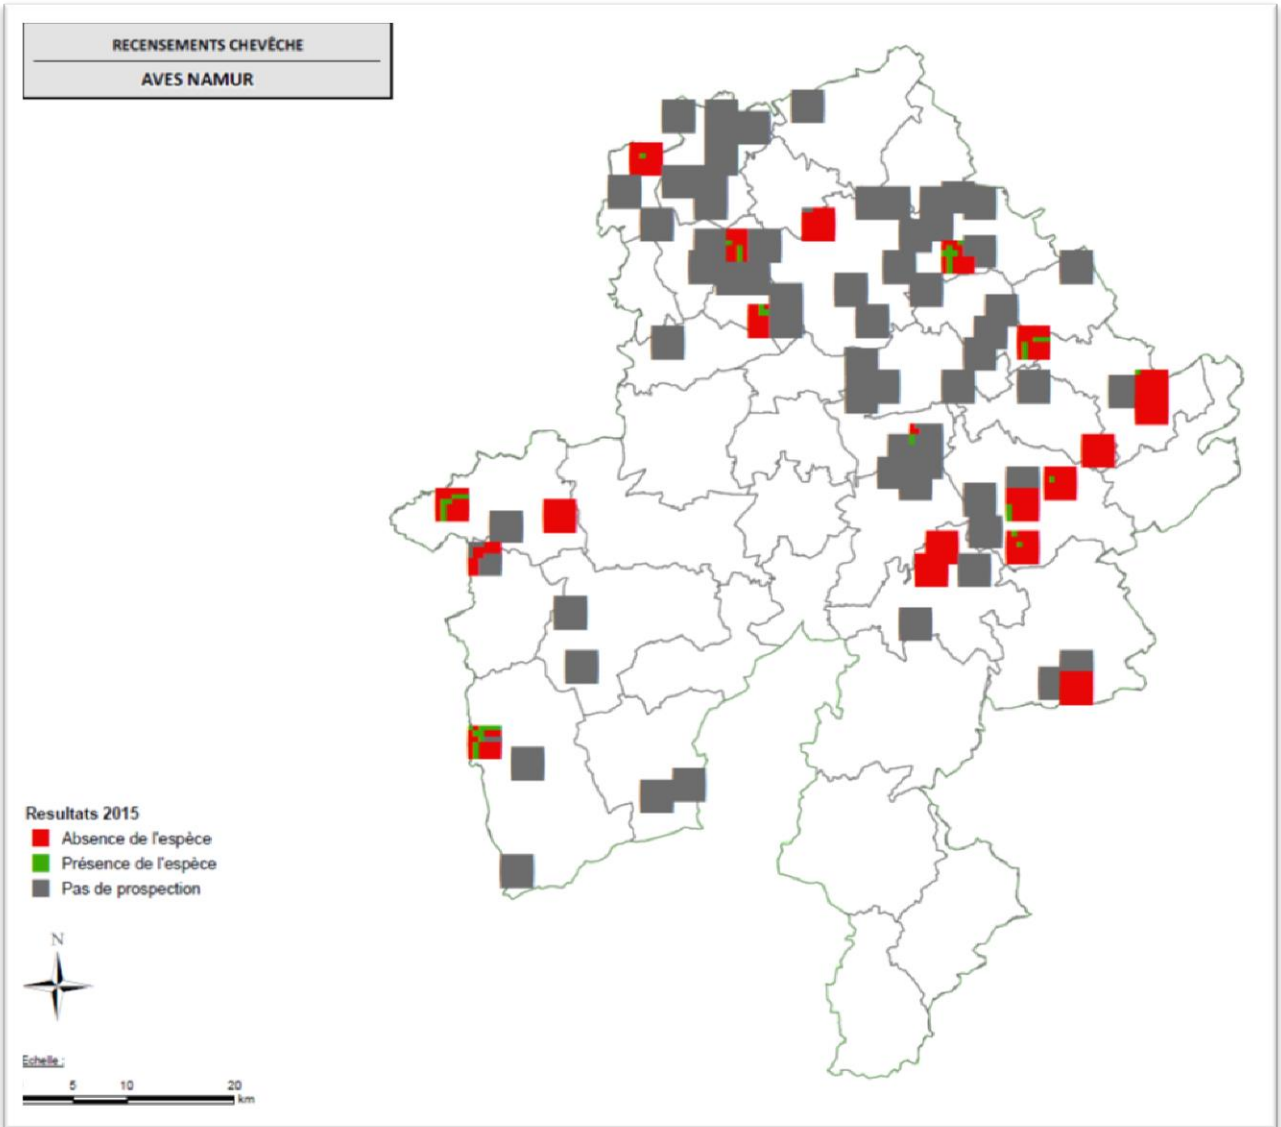 RECENSEMENTS CHEVÊCHE
AVES NAMUR
Resultats 2015
Absence de l'espèce
Présence de l'espèce
Pas de prospection
N
Echelle :
5 10 20
km